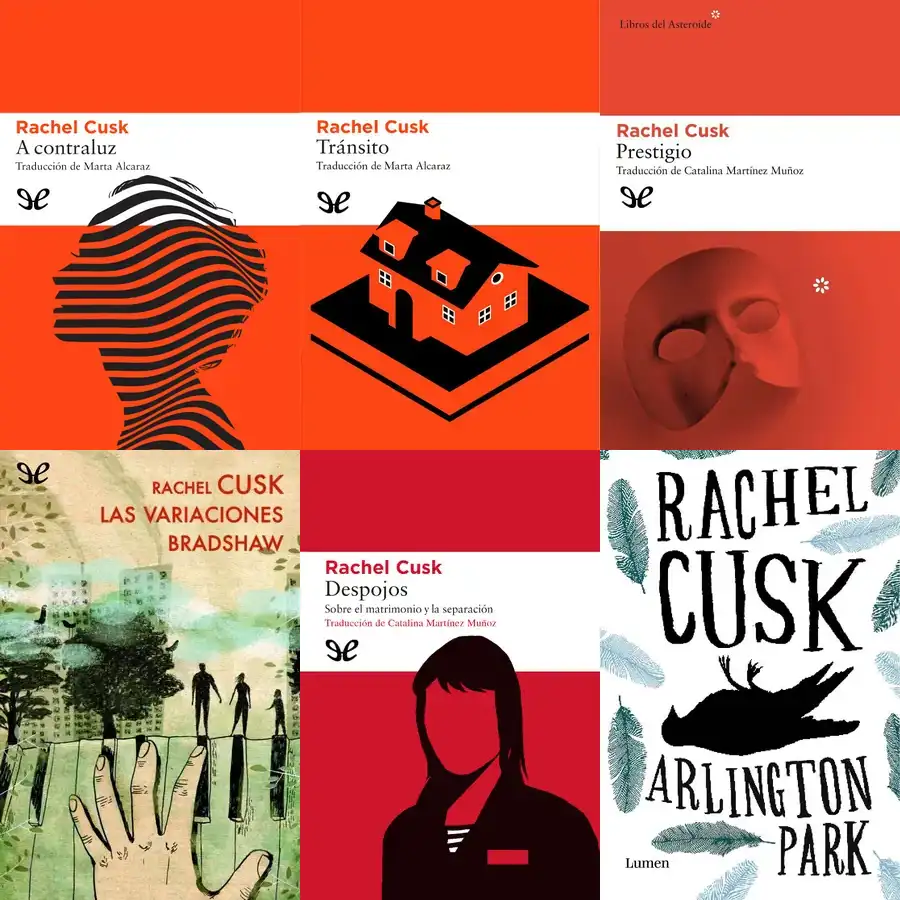 Rachel Cusk
A contraluz
Traducción de Marta Alcaraz
Rachel Cusk
Tránsito
Traducción de Marta Alcaraz
Libros del Asteroide
Rachel Cusk
Prestigio
Traducción de Catalina Martínez Muñoz
RACHEL CUSK
LAS VARIACIONES
BRADSHAW
Rachel Cusk
Despojos
Sobre el matrimonio y la separación
Traducción de Catalina Martínez Muñoz
RACHEL
CUSK
ARLINGTON
PARK
Lumen